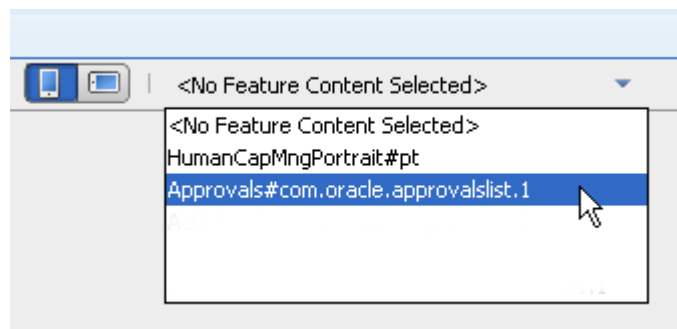 <No Feature Content Selected>
<No Feature Content Selected>
HumanCapMngPortrait#pt
Approvals#com.oracle.approvalslist.1